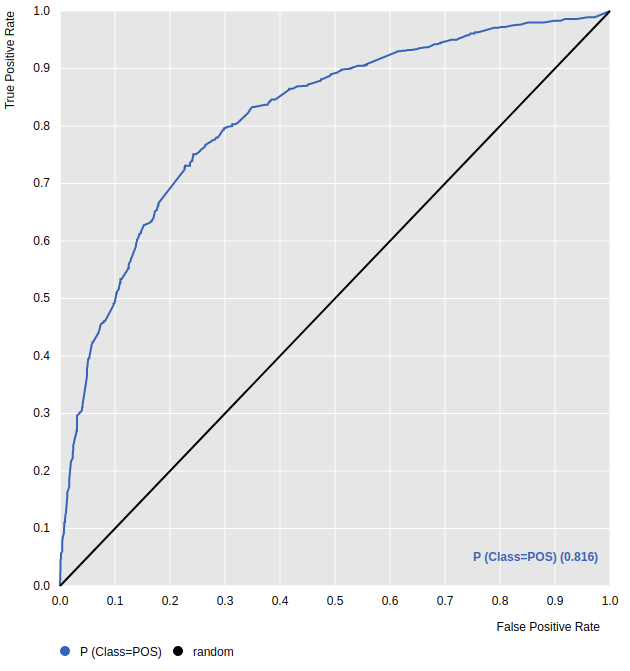 True Positive Rate
1.0
0.9
0.8
0.7
0.6
0.5
0.4
0.3
0.2
0.1
0.0
P (Class=POS) (0.816)
0.0 0.1 0.2 0.3 0.4 0.5 0.6 0.7 0.8 0.9 1.0
False Positive Rate
P (Class=POS) random